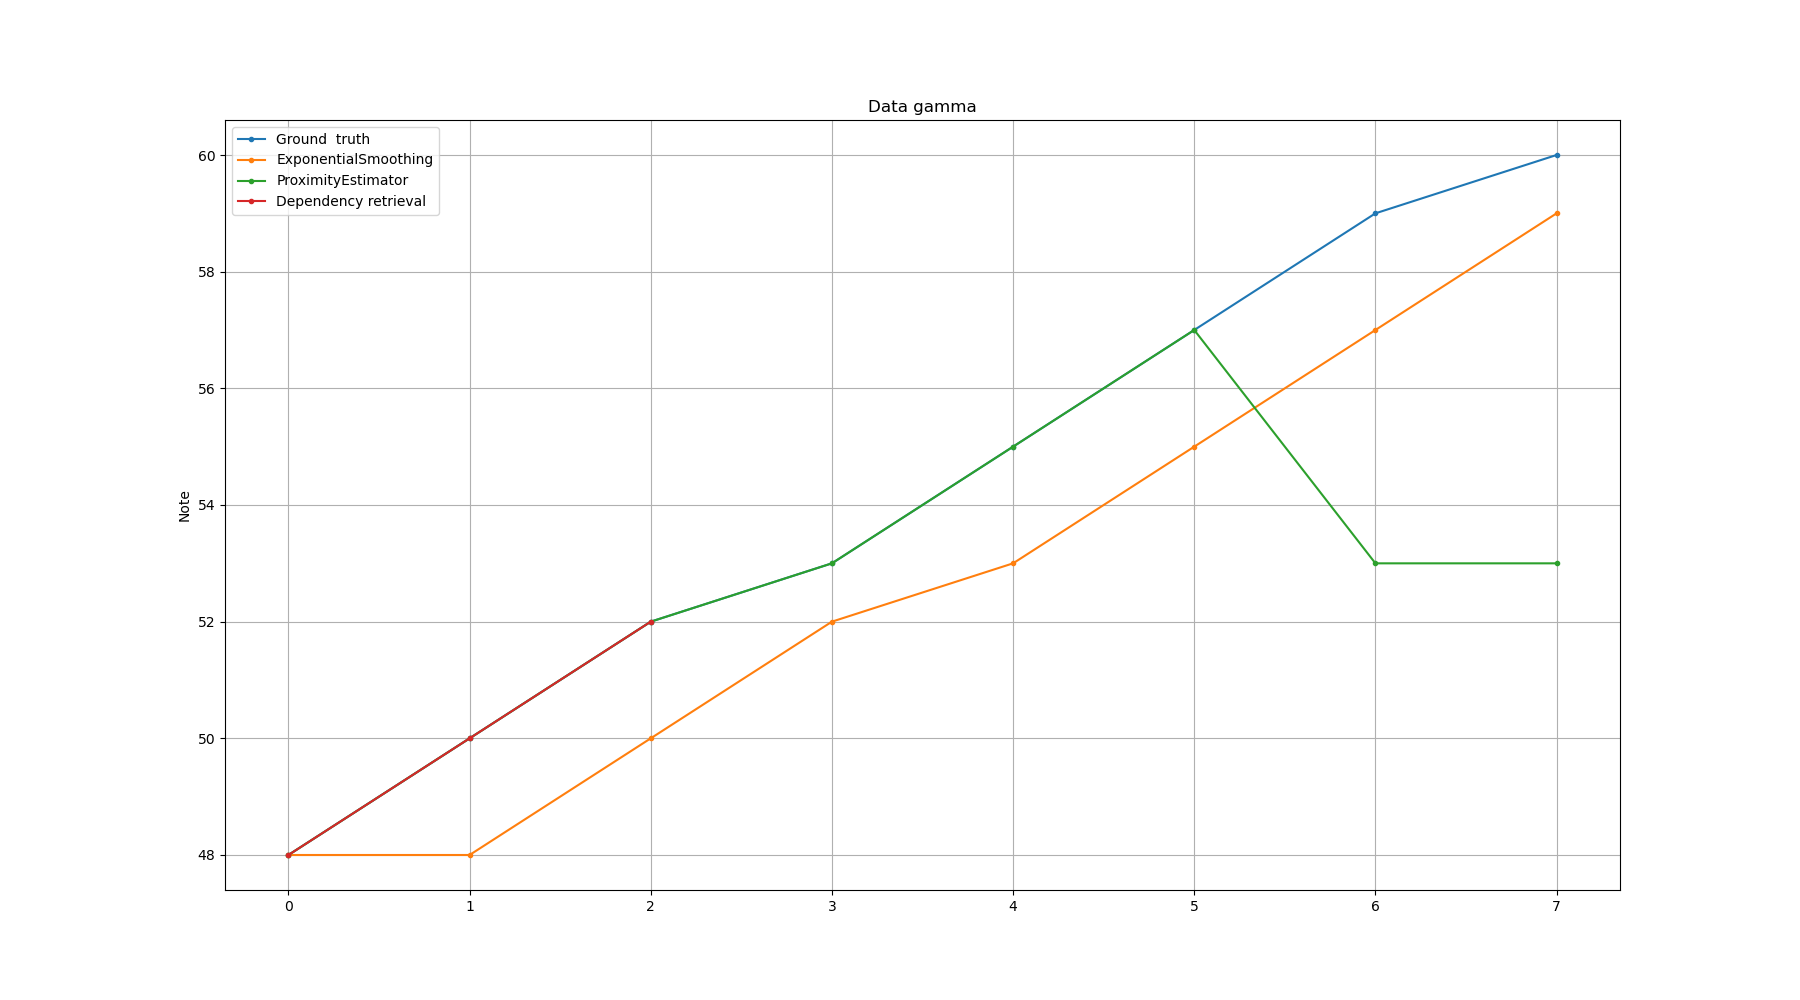 Data gamma
Ground  truth
ExponentialSmoothing
ProximityEstimator
Dependency retrieval
Note
60
58
56
54
52
50
48
0 1 2 3 4 5 6 7